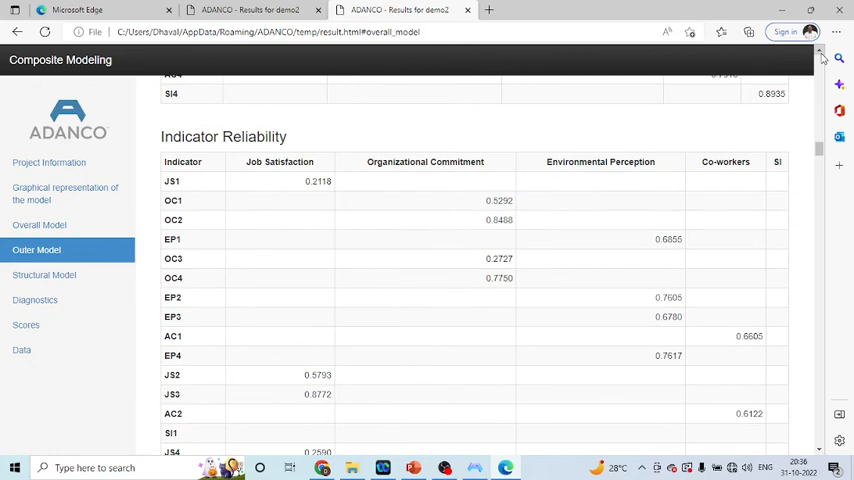 Microsoft Edge
ADANCO - Results for demo2
ADANCO - Results for demo2
File
C:/Users/Dhaval/AppData/Roaming/ADANCO/temp/result.html#overall_model
Sign in
Composite Modeling
ADANCO
Project Information
Graphical representation of
the model
Overall Model
Outer Model
Structural Model
Diagnostics
Scores
Data
SI4 0.8935
Indicator Reliability
Indicator Job Satisfaction Organizational Commitment Environmental Perception Co-workers SI
JS1 0.2118
OC1 0.5292
OC2 0.8488
EP1 0.6855
OC3 0.2727
OC4 0.7750
EP2 0.7605
EP3 0.6780
AC1 0.6605
EP4 0.7617
JS2 0.5793
JS3 0.8772
AC2 0.6122
SI1
JS4 0.2590
Type here to search
28°C
ENG
20:36
31-10-2022
2